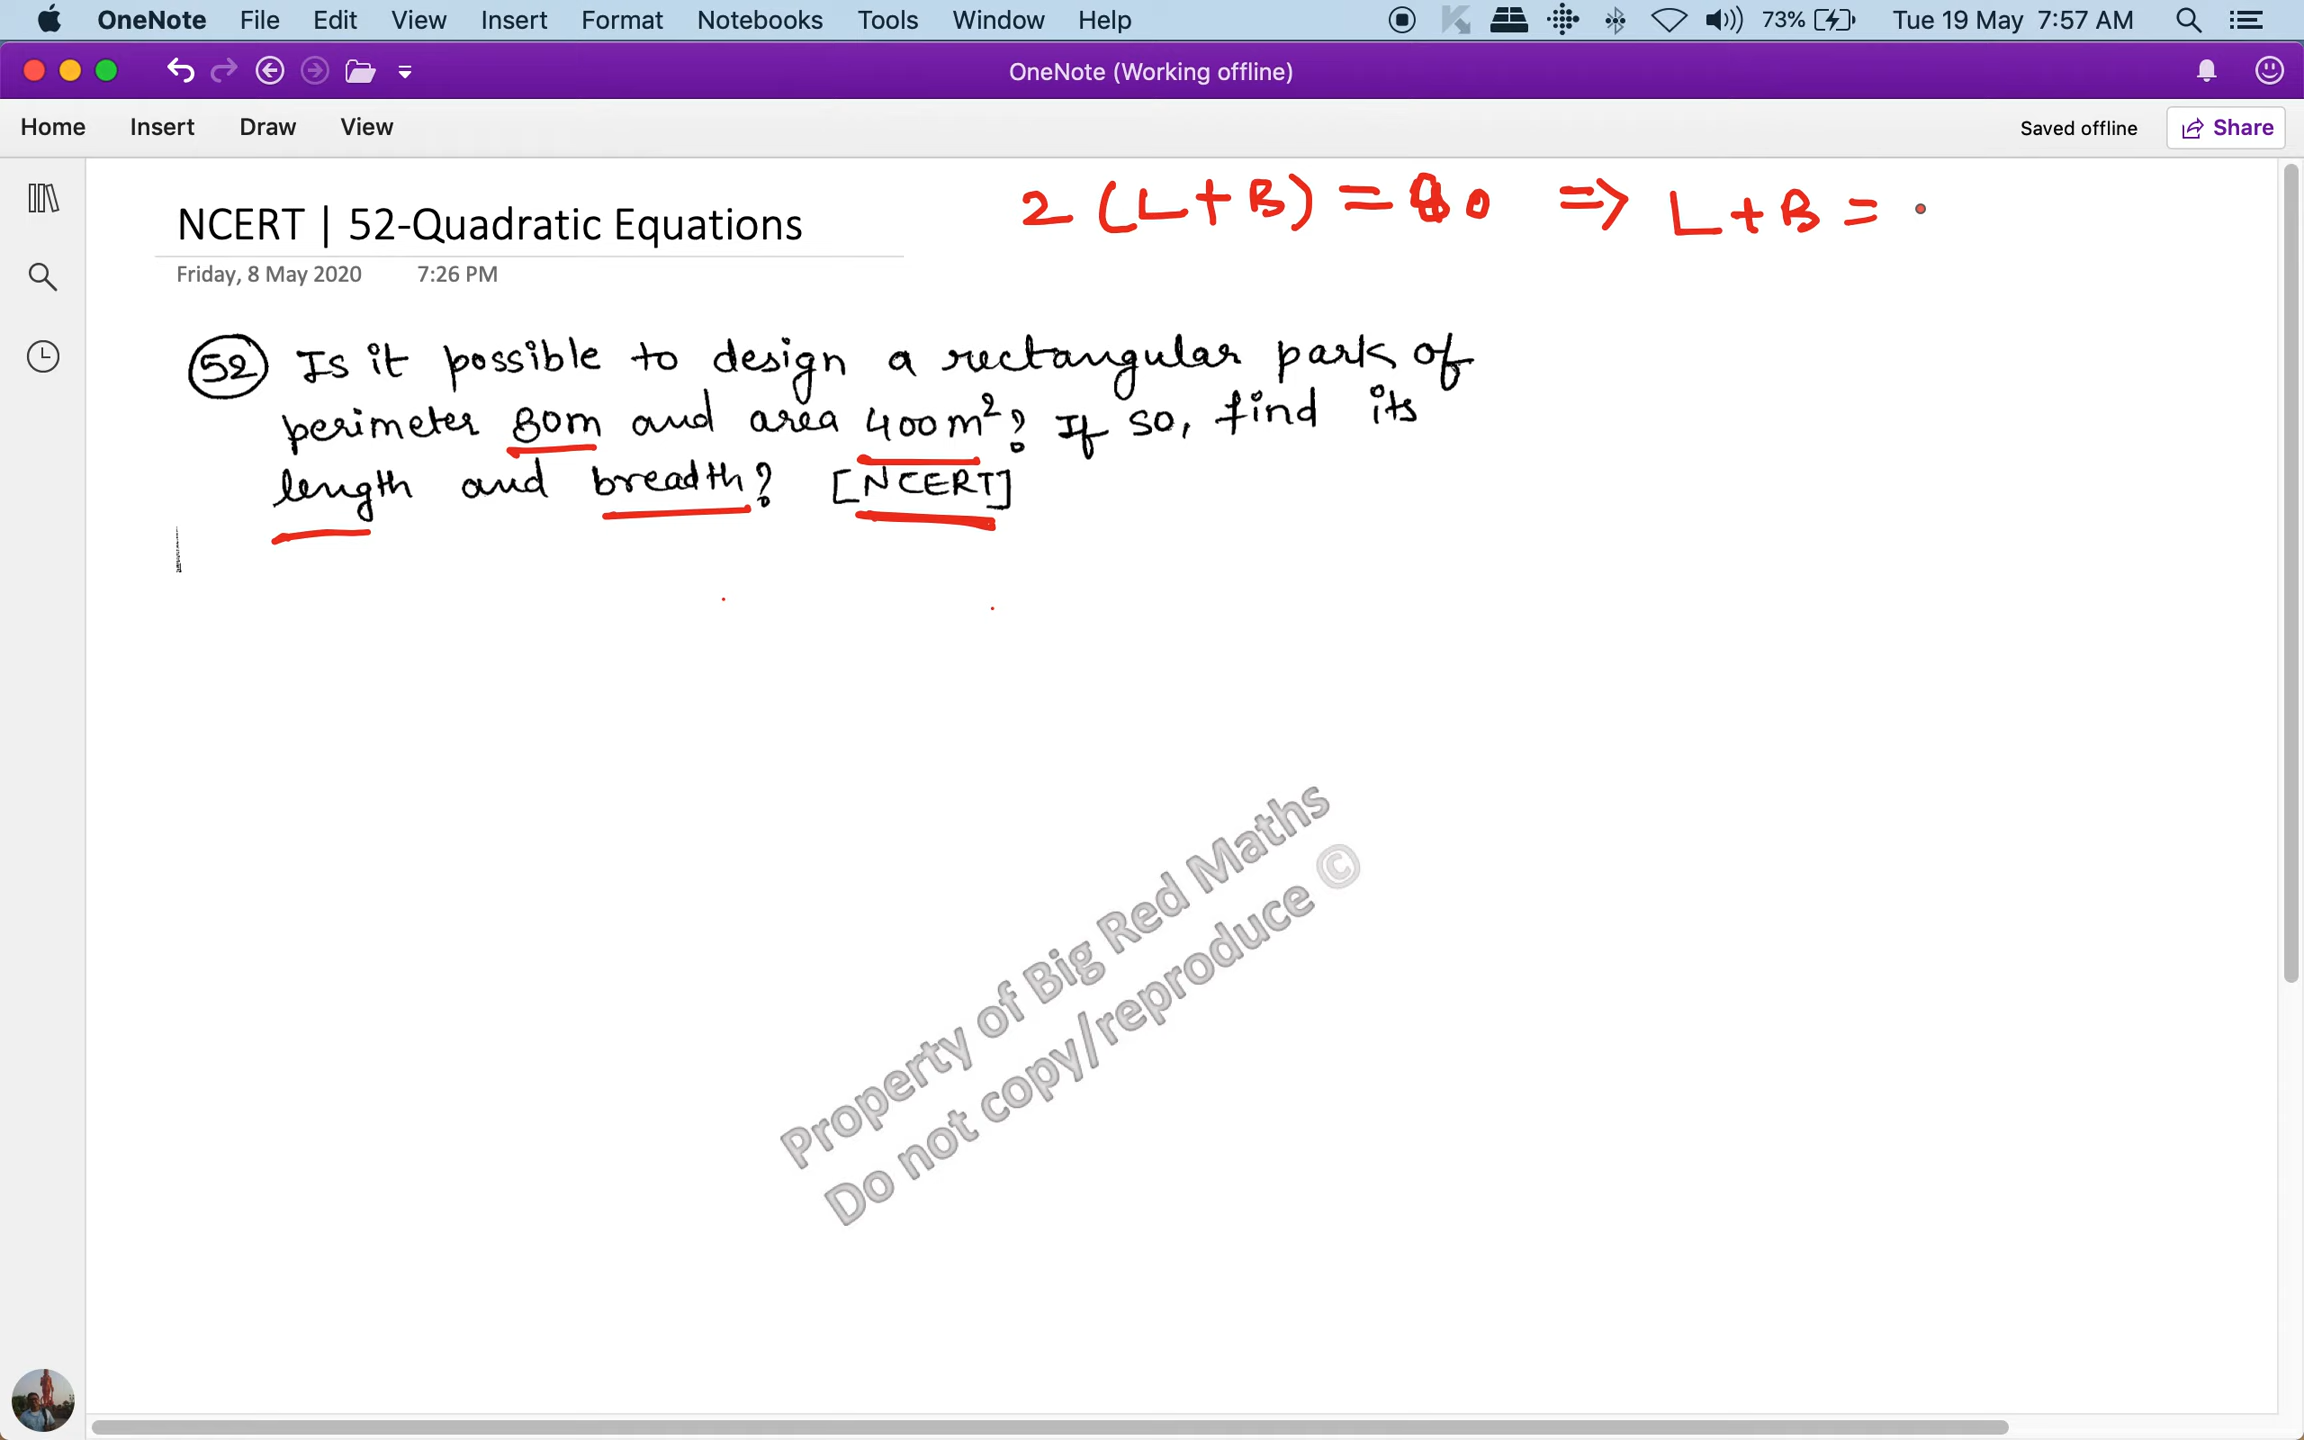 OneNote File Edit View Insert Format Notebooks Tools Window Help 73% Tue 19 May 7:57 AM
OneNote (Working offline)
Home Insert Draw View Saved offline Share
2 (L+B) = 80 ⇒ L+B =
NCERT | 52-Quadratic Equations
Friday, 8 May 2020 7:26 PM
52 Is it possible to design a rectangular park of
perimeter 80m and area 400m²? If so, find its
length and breadth? [NCERT]
Property of Big Red Maths
Do not copy/reproduce ©